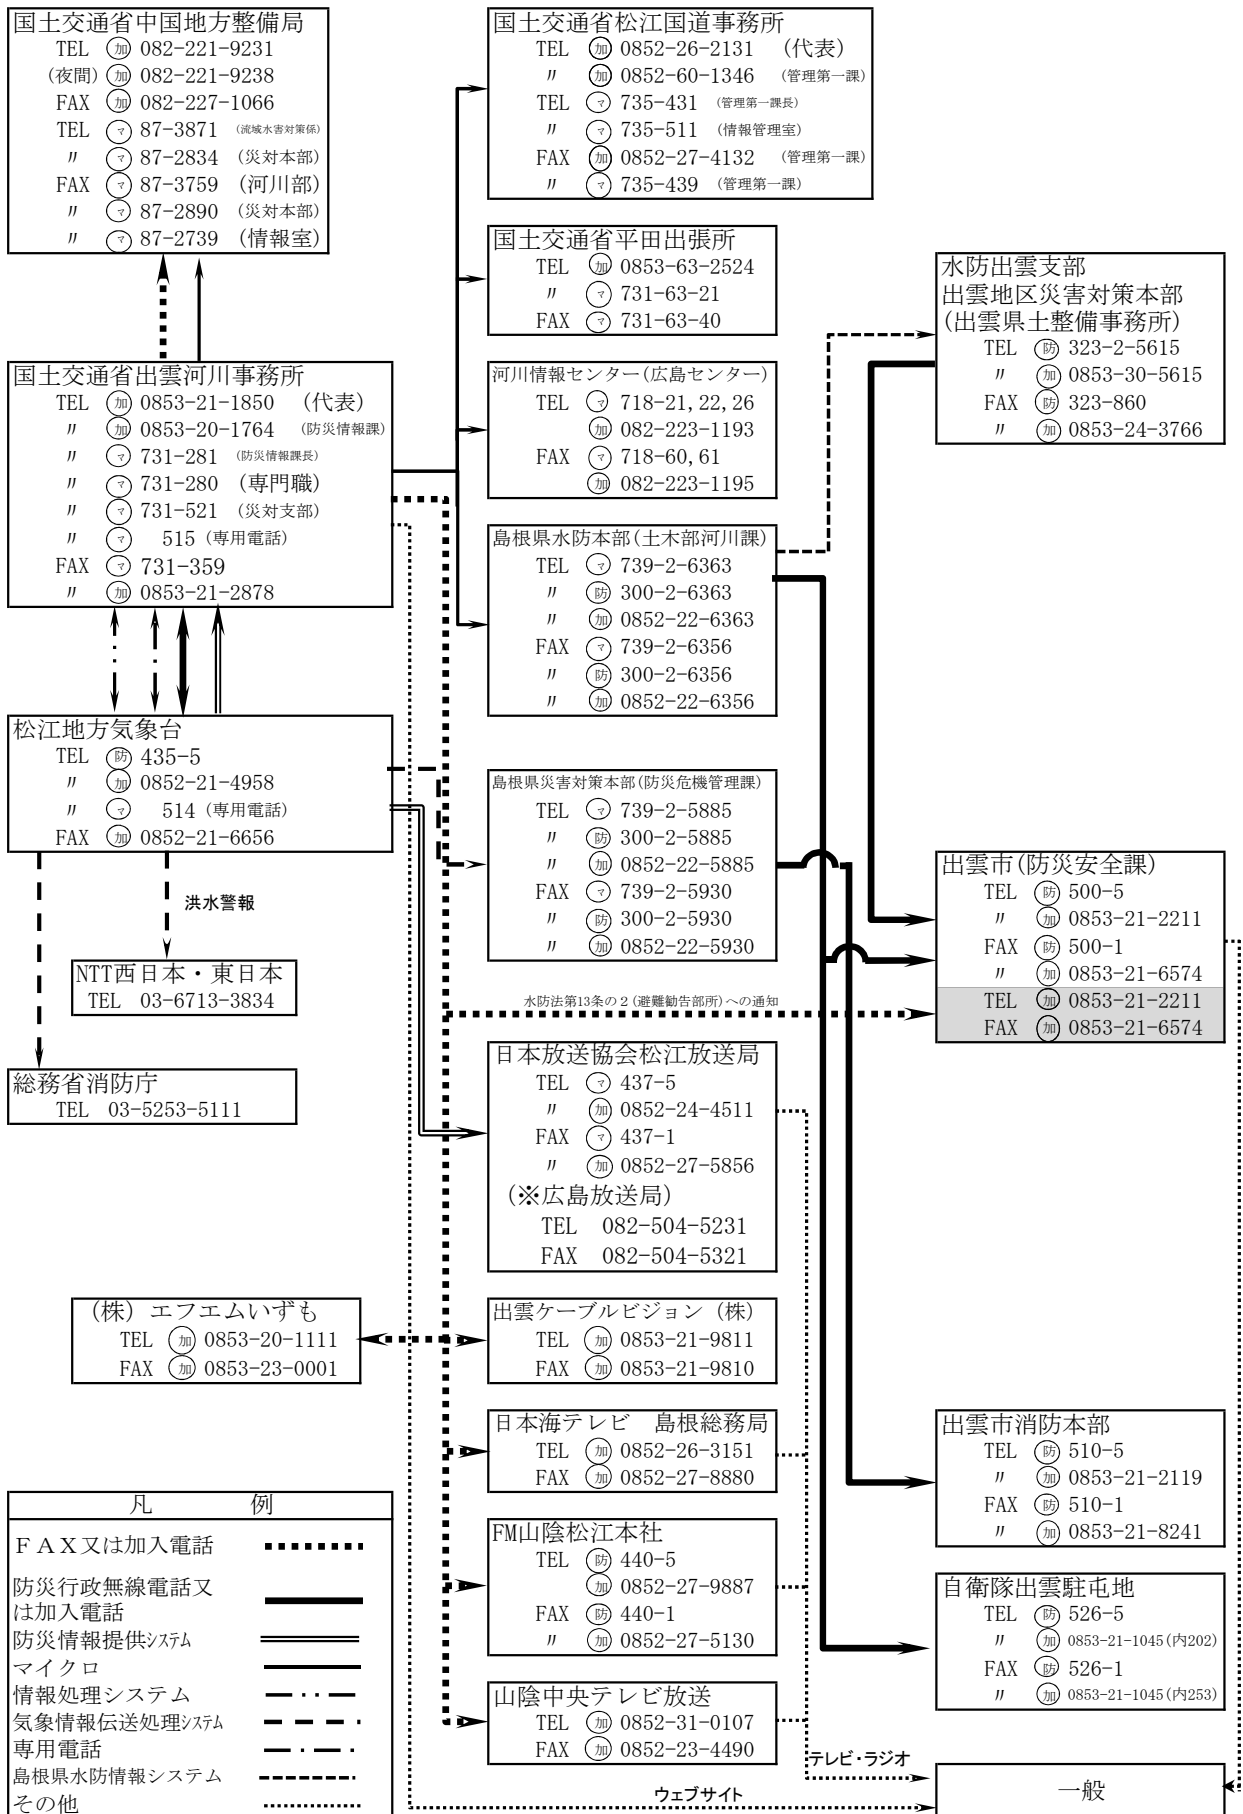 国土交通省中国地方整備局
TEL 加 082-221-9231
(夜間) 加 082-221-9238
FAX 加 082-227-1066
TEL マ 87-3871 (流域水害対策係)
〃 マ 87-2834 (災対本部)
FAX マ 87-3759 (河川部)
〃 マ 87-2890 (災対本部)
〃 マ 87-2739 (情報室)
国土交通省出雲河川事務所
TEL 加 0853-21-1850 (代表)
〃 加 0853-20-1764 (防災情報課)
〃 マ 731-281 (防災情報課長)
〃 マ 731-280 (専門職)
〃 マ 731-521 (災対支部)
〃 マ 515 (専用電話)
FAX マ 731-359
〃 加 0853-21-2878
松江地方気象台
TEL 防 435-5
〃 加 0852-21-4958
〃 マ 514 (専用電話)
FAX 加 0852-21-6656
洪水警報
NTT西日本・東日本
TEL 03-6713-3834
総務省消防庁
TEL 03-5253-5111
(株)エフエムいずも
TEL 加 0853-20-1111
FAX 加 0853-23-0001
凡 例
ＦＡＸ又は加入電話
防災行政無線電話又
は加入電話
防災情報提供ｼｽﾃﾑ
マイクロ
情報処理システム
気象情報伝送処理ｼｽﾃﾑ
専用電話
島根県水防情報システム
その他
国土交通省松江国道事務所
TEL 加 0852-26-2131 (代表)
〃 加 0852-60-1346 (管理第一課)
TEL マ 735-431 (管理第一課長)
〃 マ 735-511 (情報管理室)
FAX 加 0852-27-4132 (管理第一課)
〃 マ 735-439 (管理第一課)
国土交通省平田出張所
TEL 加 0853-63-2524
〃 マ 731-63-21
FAX マ 731-63-40
河川情報センター(広島センター)
TEL マ 718-21,22,26
加 082-223-1193
FAX マ 718-60,61
加 082-223-1195
島根県水防本部(土木部河川課)
TEL マ 739-2-6363
〃 防 300-2-6363
〃 加 0852-22-6363
FAX マ 739-2-6356
〃 防 300-2-6356
〃 加 0852-22-6356
島根県災害対策本部(防災危機管理課)
TEL マ 739-2-5885
〃 防 300-2-5885
〃 加 0852-22-5885
FAX マ 739-2-5930
〃 防 300-2-5930
〃 加 0852-22-5930
水防法第13条の２(避難勧告部所)への通知
日本放送協会松江放送局
TEL マ 437-5
〃 加 0852-24-4511
FAX マ 437-1
〃 加 0852-27-5856
(※広島放送局)
TEL 082-504-5231
FAX 082-504-5321
出雲ケーブルビジョン (株)
TEL 加 0853-21-9811
FAX 加 0853-21-9810
日本海テレビ 島根総務局
TEL 加 0852-26-3151
FAX 加 0852-27-8880
FM山陰松江本社
TEL 防 440-5
加 0852-27-9887
FAX 防 440-1
〃 加 0852-27-5130
山陰中央テレビ放送
TEL 加 0852-31-0107
FAX 加 0852-23-4490
水防出雲支部
出雲地区災害対策本部
(出雲県土整備事務所)
TEL 防 323-2-5615
〃 加 0853-30-5615
FAX 防 323-860
〃 加 0853-24-3766
出雲市(防災安全課)
TEL 防 500-5
〃 加 0853-21-2211
FAX 防 500-1
〃 加 0853-21-6574
TEL 加 0853-21-2211
FAX 加 0853-21-6574
出雲市消防本部
TEL 防 510-5
〃 加 0853-21-2119
FAX 防 510-1
〃 加 0853-21-8241
自衛隊出雲駐屯地
TEL 防 526-5
〃 加 0853-21-1045(内202)
FAX 防 526-1
〃 加 0853-21-1045(内253)
テレビ・ラジオ
ウェブサイト
一般